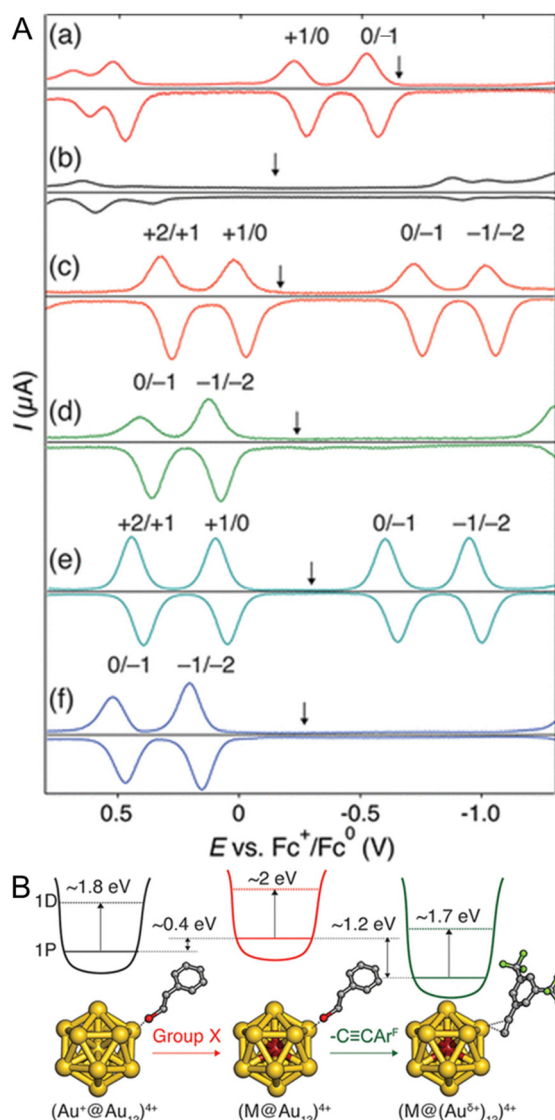 A
(a)
+1/0 0/−1
(b)
(c)
+2/+1 +1/0 0/−1 −1/−2
(d)
0/−1 −1/−2
(e)
+2/+1 +1/0 0/−1 −1/−2
(f)
0/−1 −1/−2
I (μA)
0.5 0 -0.5 -1.0
E vs. Fc⁺/Fc⁰ (V)
B
1D ~1.8 eV ~2 eV ~1.7 eV
1P ~0.4 eV ~1.2 eV
Group X -C≡CArᶠ
(Au⁺@Au₁₂)⁴⁺ (M@Au₁₂)⁴⁺ (M@(Auᵟ⁺)₁₂)⁴⁺